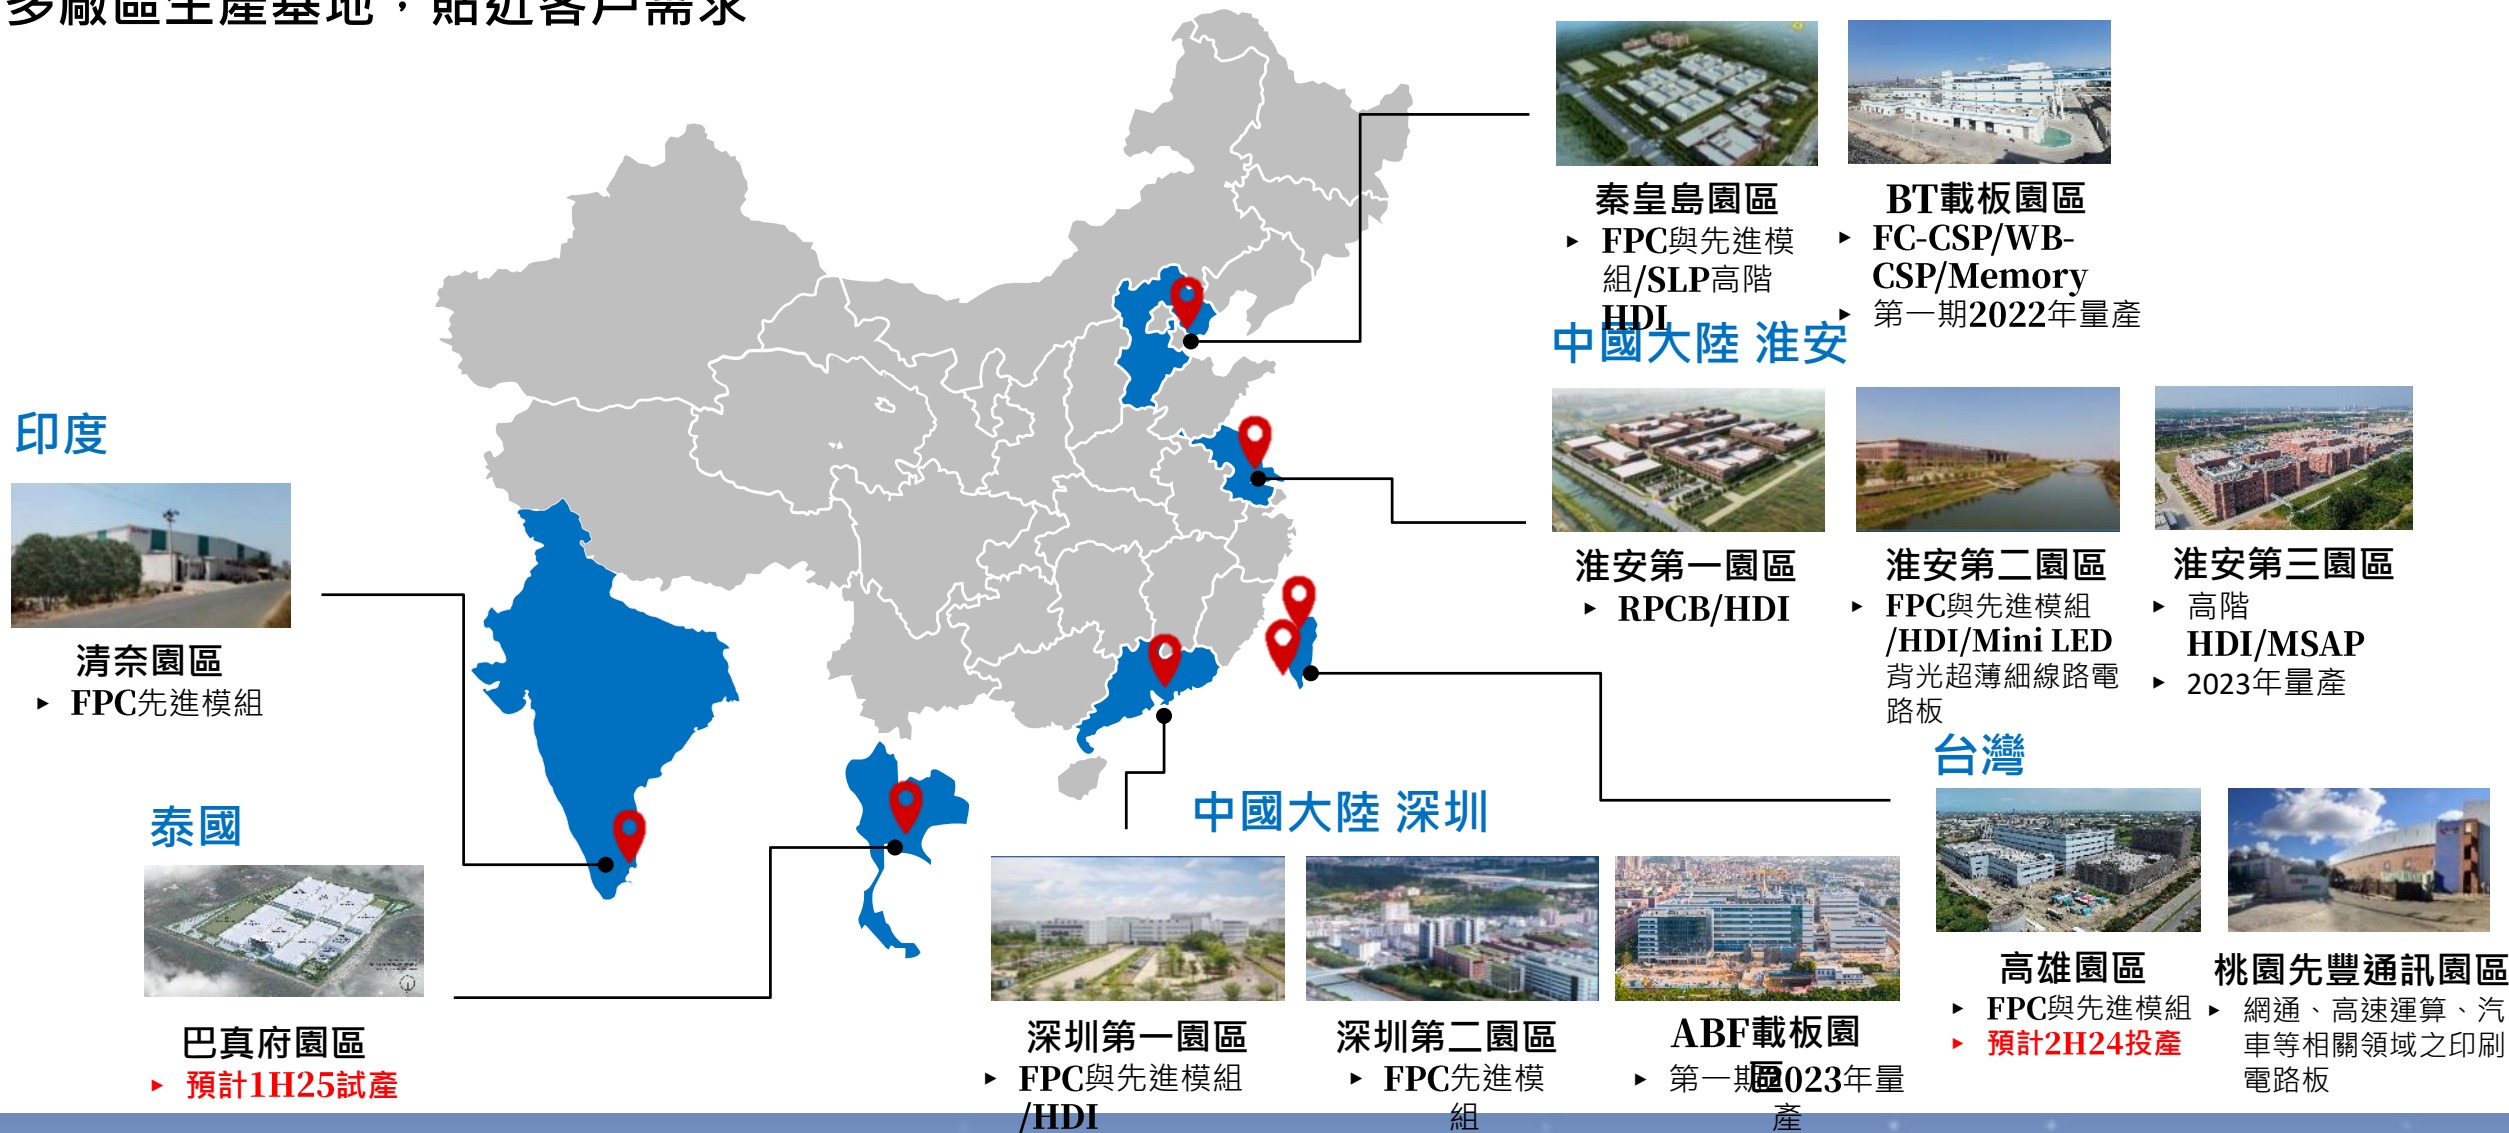 多廠區生產基地，貼近客戶需求
秦皇島園區
▸ FPC與先進模
組/SLP高階
HDI
BT載板園區
▸ FC-CSP/WB-
CSP/Memory
▸ 第一期2022年量產
中國大陸 淮安
淮安第一園區
▸ RPCB/HDI
淮安第二園區
▸ FPC與先進模組
/HDI/Mini LED
背光超薄細線路電
路板
淮安第三園區
▸ 高階
HDI/MSAP
▸ 2023年量產
印度
清奈園區
▸ FPC先進模組
泰國
巴真府園區
▸ 預計1H25試產
中國大陸 深圳
深圳第一園區
▸ FPC與先進模組
/HDI
深圳第二園區
▸ FPC先進模
組
ABF載板園
區
▸ 第一期2023年量
產
台灣
高雄園區
▸ FPC與先進模組
▸ 預計2H24投產
桃園先豐通訊園區
▸ 網通、高速運算、汽
車等相關領域之印刷
電路板